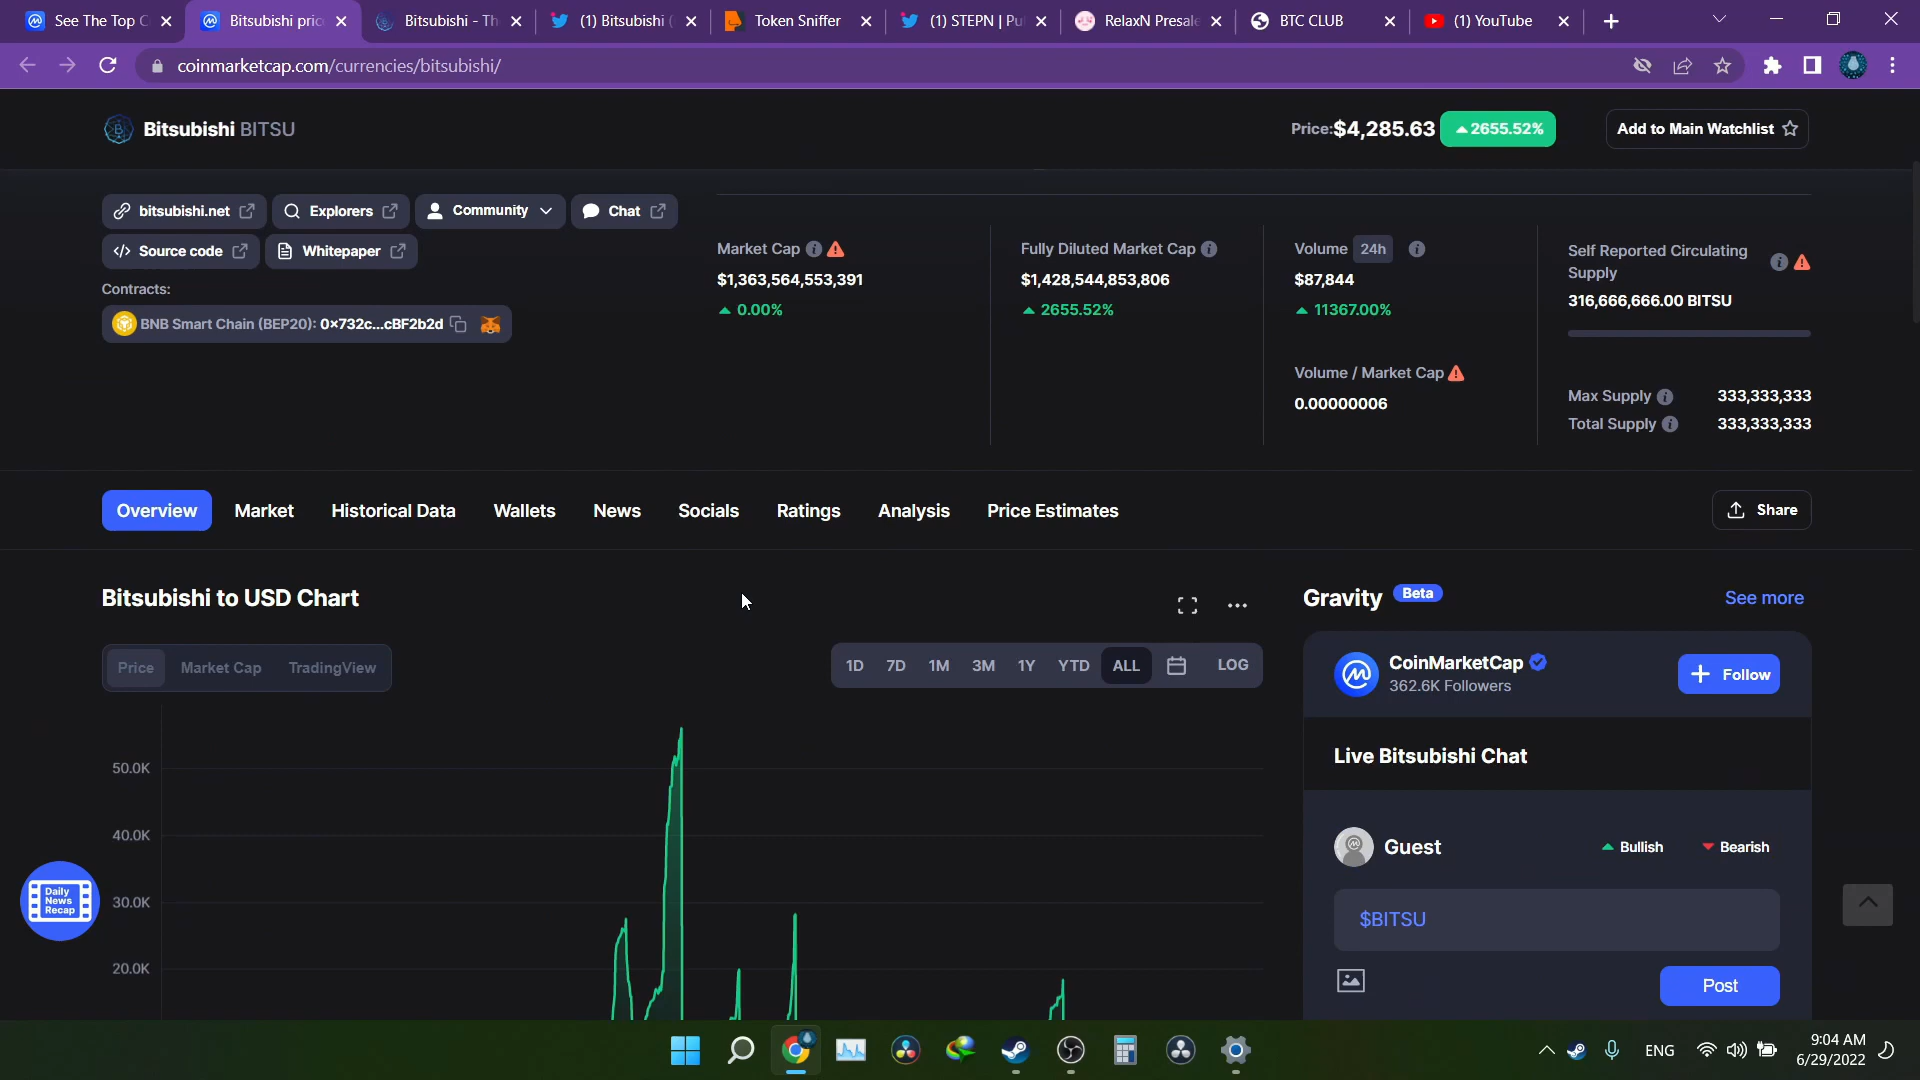 See The Top C
Bitsubishi pric
Bitsubishi - Th
(1) Bitsubishi (
Token Sniffer
(1) STEPN | Pu
RelaxN Presale
BTC CLUB
(1) YouTube
coinmarketcap.com/currencies/bitsubishi/
Bitsubishi BITSU
Price:$4,285.63 2655.52%
Add to Main Watchlist
bitsubishi.net
Explorers
Community
Chat
Source code
Whitepaper
Contracts:
BNB Smart Chain (BEP20): 0x732c...cBF2b2d
Market Cap
$1,363,564,553,391
0.00%
Fully Diluted Market Cap
$1,428,544,853,806
2655.52%
Volume 24h
$87,844
11367.00%
Volume / Market Cap
0.00000006
Self Reported Circulating
Supply
316,666,666.00 BITSU
Max Supply 333,333,333
Total Supply 333,333,333
Overview Market Historical Data Wallets News Socials Ratings Analysis Price Estimates
Share
Bitsubishi to USD Chart
Price Market Cap TradingView
1D 7D 1M 3M 1Y YTD ALL LOG
50.0K
40.0K
30.0K
20.0K
Daily
News
Recap
Gravity Beta
See more
CoinMarketCap
362.6K Followers
Follow
Live Bitsubishi Chat
Guest
Bullish
Bearish
$BITSU
Post
ENG
9:04 AM
6/29/2022